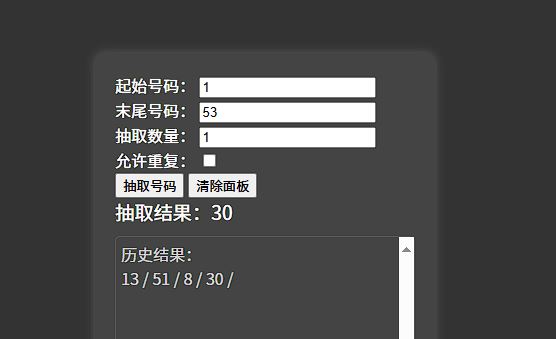 起始号码： 1
末尾号码： 53
抽取数量： 1
允许重复：
抽取号码 清除面板
抽取结果：30
历史结果：
13 / 51 / 8 / 30 /